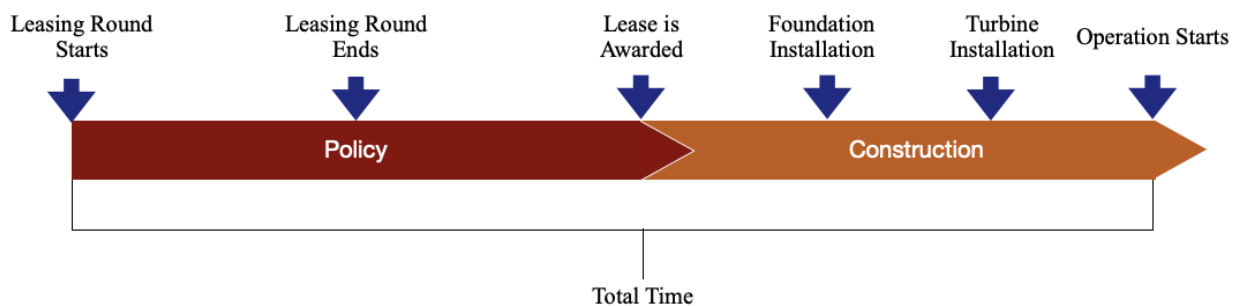 Leasing Round
Starts
Leasing Round
Ends
Lease is
Awarded
Foundation
Installation
Turbine
Installation
Operation Starts
Policy
Construction
Total Time